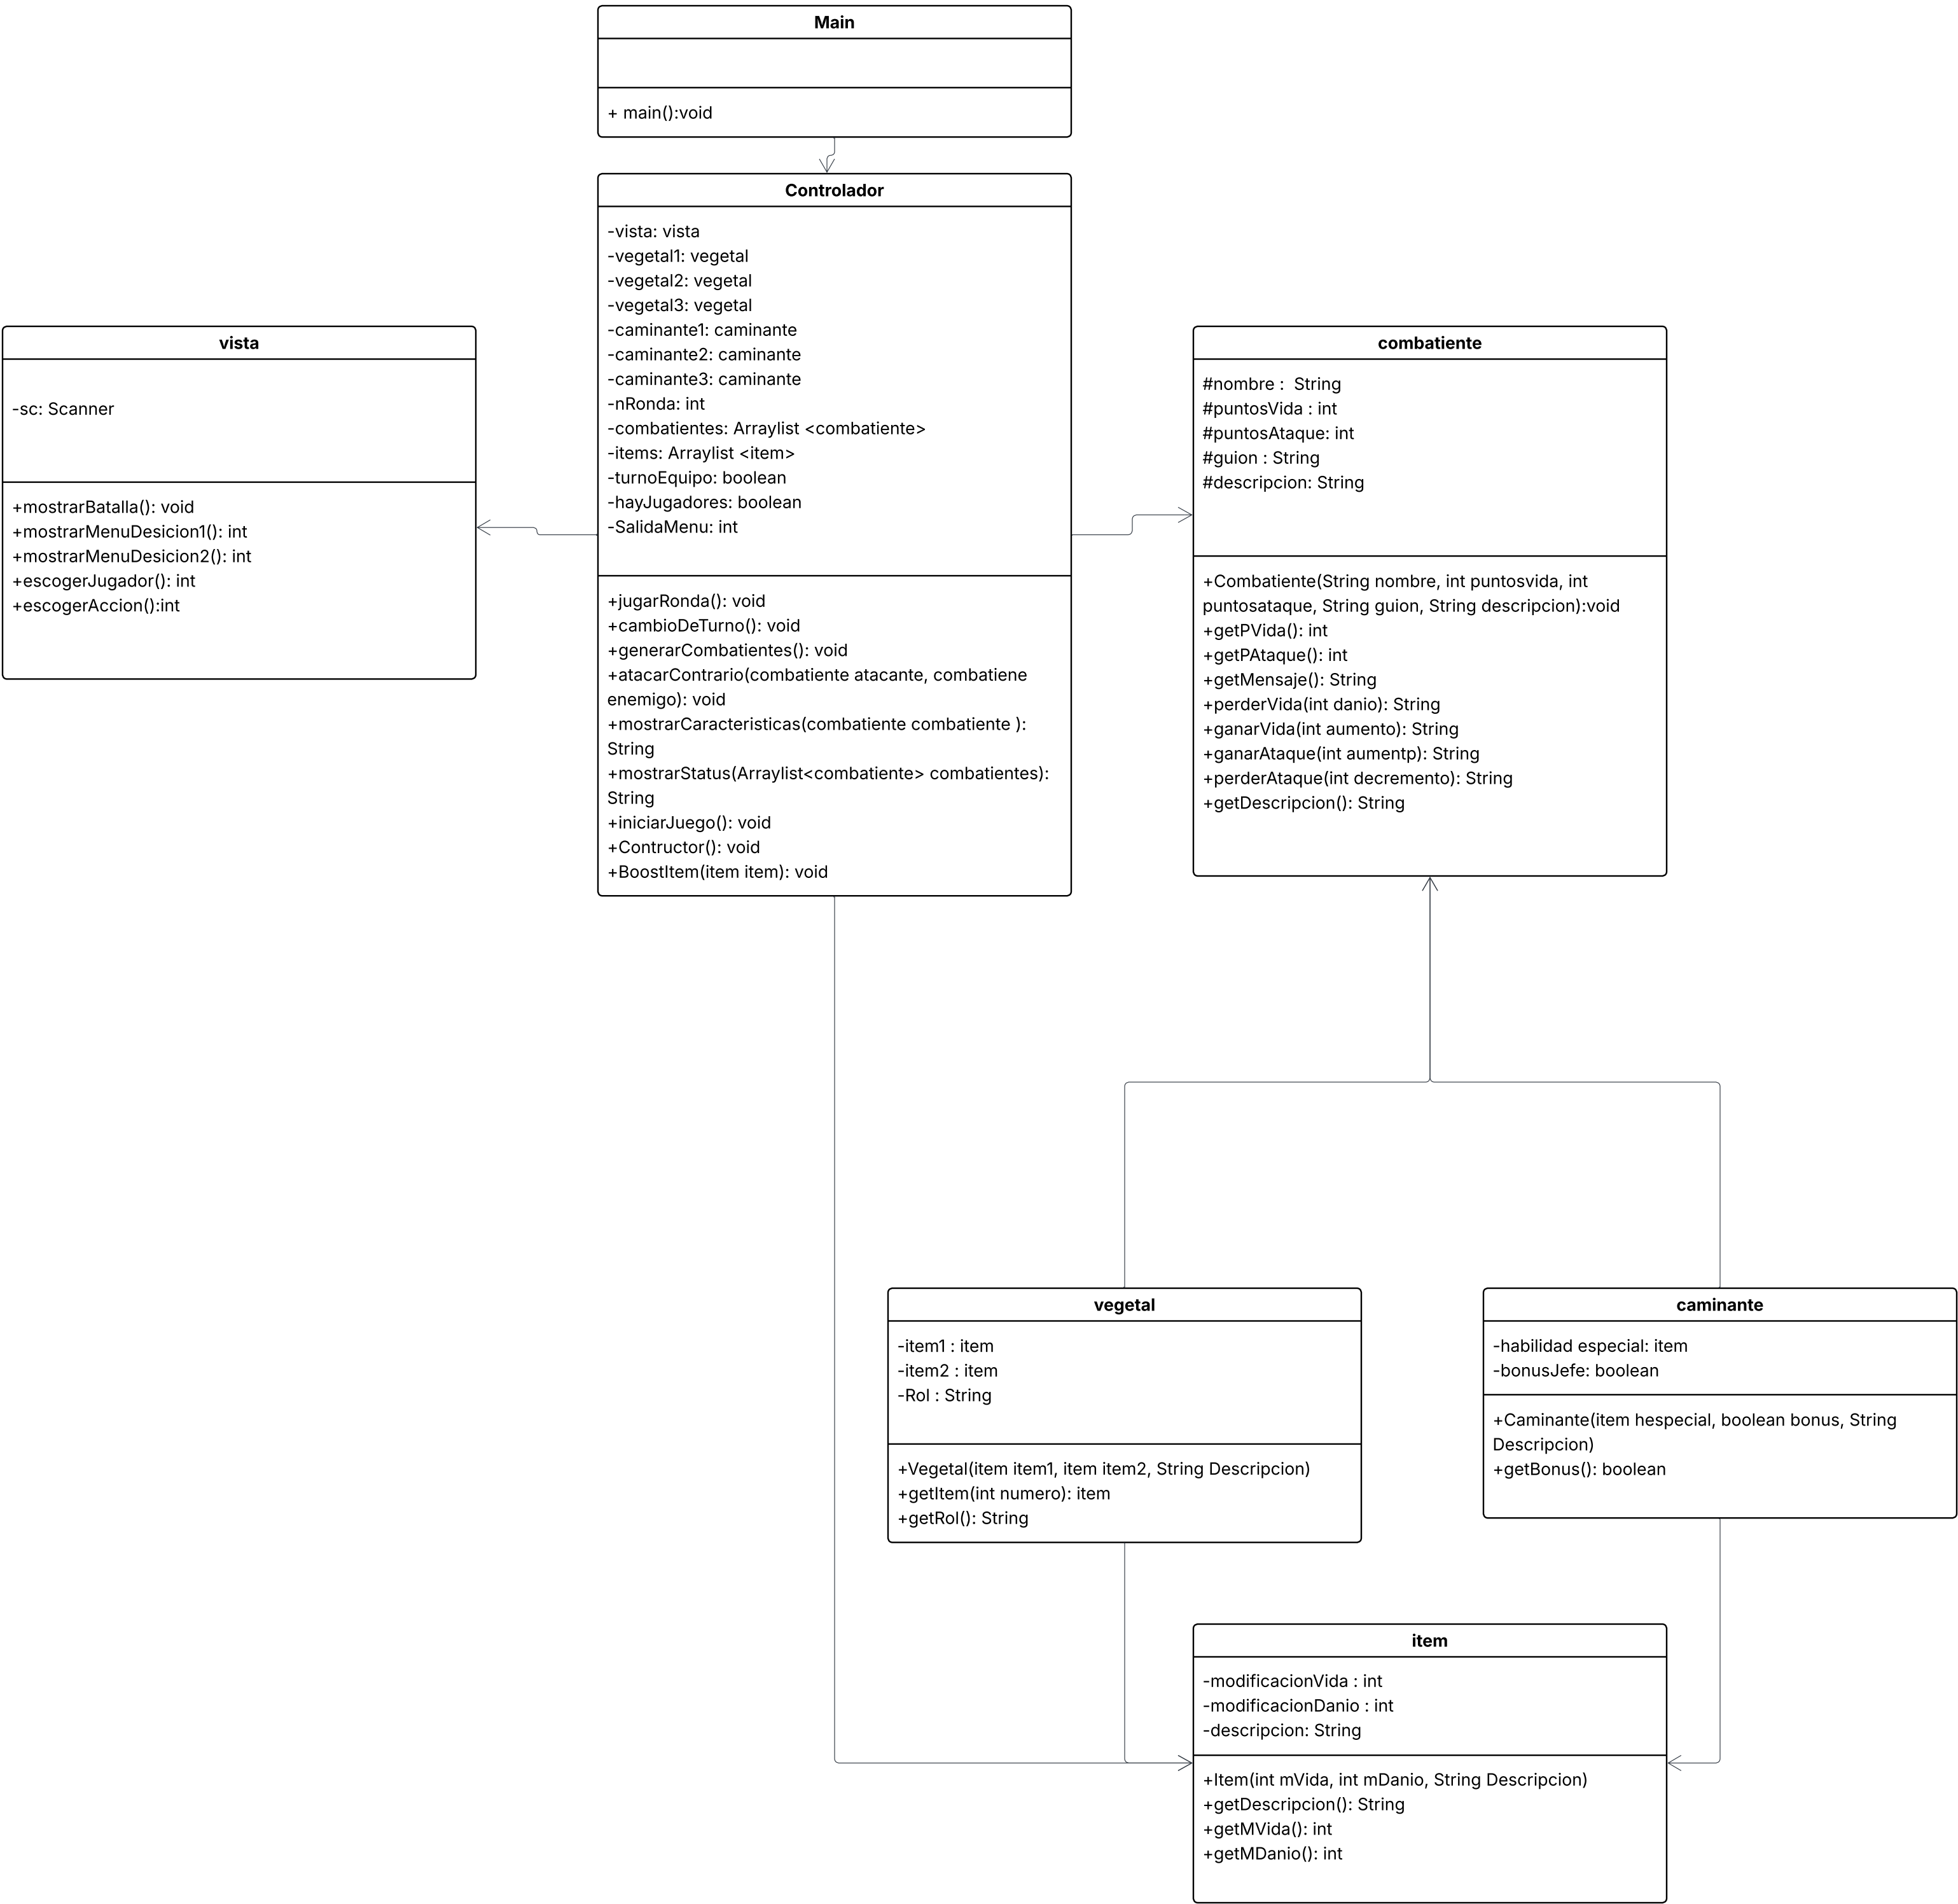 Main
+ main():void
Controlador
-vista: vista
-vegetal1: vegetal
-vegetal2: vegetal
-vegetal3: vegetal
-caminante1: caminante
-caminante2: caminante
-caminante3: caminante
-nRonda: int
-combatientes: Arraylist <combatiente>
-items: Arraylist <item>
-turnoEquipo: boolean
-hayJugadores: boolean
-SalidaMenu: int
+jugarRonda(): void
+cambioDeTurno(): void
+generarCombatientes(): void
+atacarContrario(combatiente atacante, combatiene
enemigo): void
+mostrarCaracteristicas(combatiente combatiente ):
String
+mostrarStatus(Arraylist<combatiente> combatientes):
String
+iniciarJuego(): void
+Contructor(): void
+BoostItem(item item): void
vista
-sc: Scanner
+mostrarBatalla(): void
+mostrarMenuDesicion1(): int
+mostrarMenuDesicion2(): int
+escogerJugador(): int
+escogerAccion():int
combatiente
#nombre :  String
#puntosVida : int
#puntosAtaque: int
#guion : String
#descripcion: String
+Combatiente(String nombre, int puntosvida, int
puntosataque, String guion, String descripcion):void
+getPVida(): int
+getPAtaque(): int
+getMensaje(): String
+perderVida(int danio): String
+ganarVida(int aumento): String
+ganarAtaque(int aumentp): String
+perderAtaque(int decremento): String
+getDescripcion(): String
vegetal
-item1 : item
-item2 : item
-Rol : String
+Vegetal(item item1, item item2, String Descripcion)
+getItem(int numero): item
+getRol(): String
caminante
-habilidad especial: item
-bonusJefe: boolean
+Caminante(item hespecial, boolean bonus, String
Descripcion)
+getBonus(): boolean
item
-modificacionVida : int
-modificacionDanio : int
-descripcion: String
+Item(int mVida, int mDanio, String Descripcion)
+getDescripcion(): String
+getMVida(): int
+getMDanio(): int